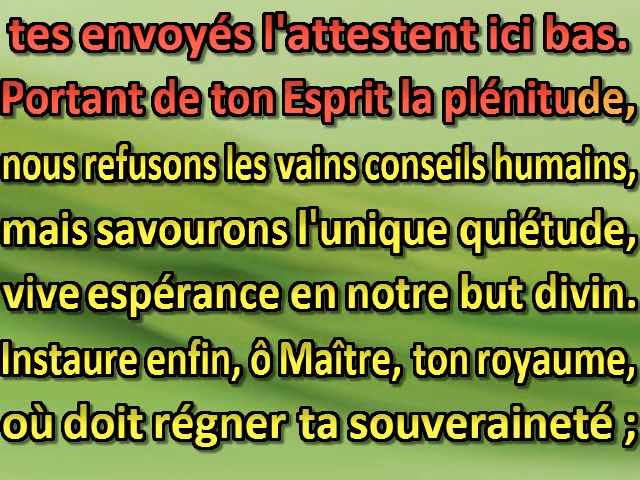 tes envoyés l'attestent ici bas.
Portant de ton Esprit la plénitude,
nous refusons les vains conseils humains,
mais savourons l'unique quiétude,
vive espérance en notre but divin.
Instaure enfin, ô Maître, ton royaume,
où doit régner ta souveraineté ;